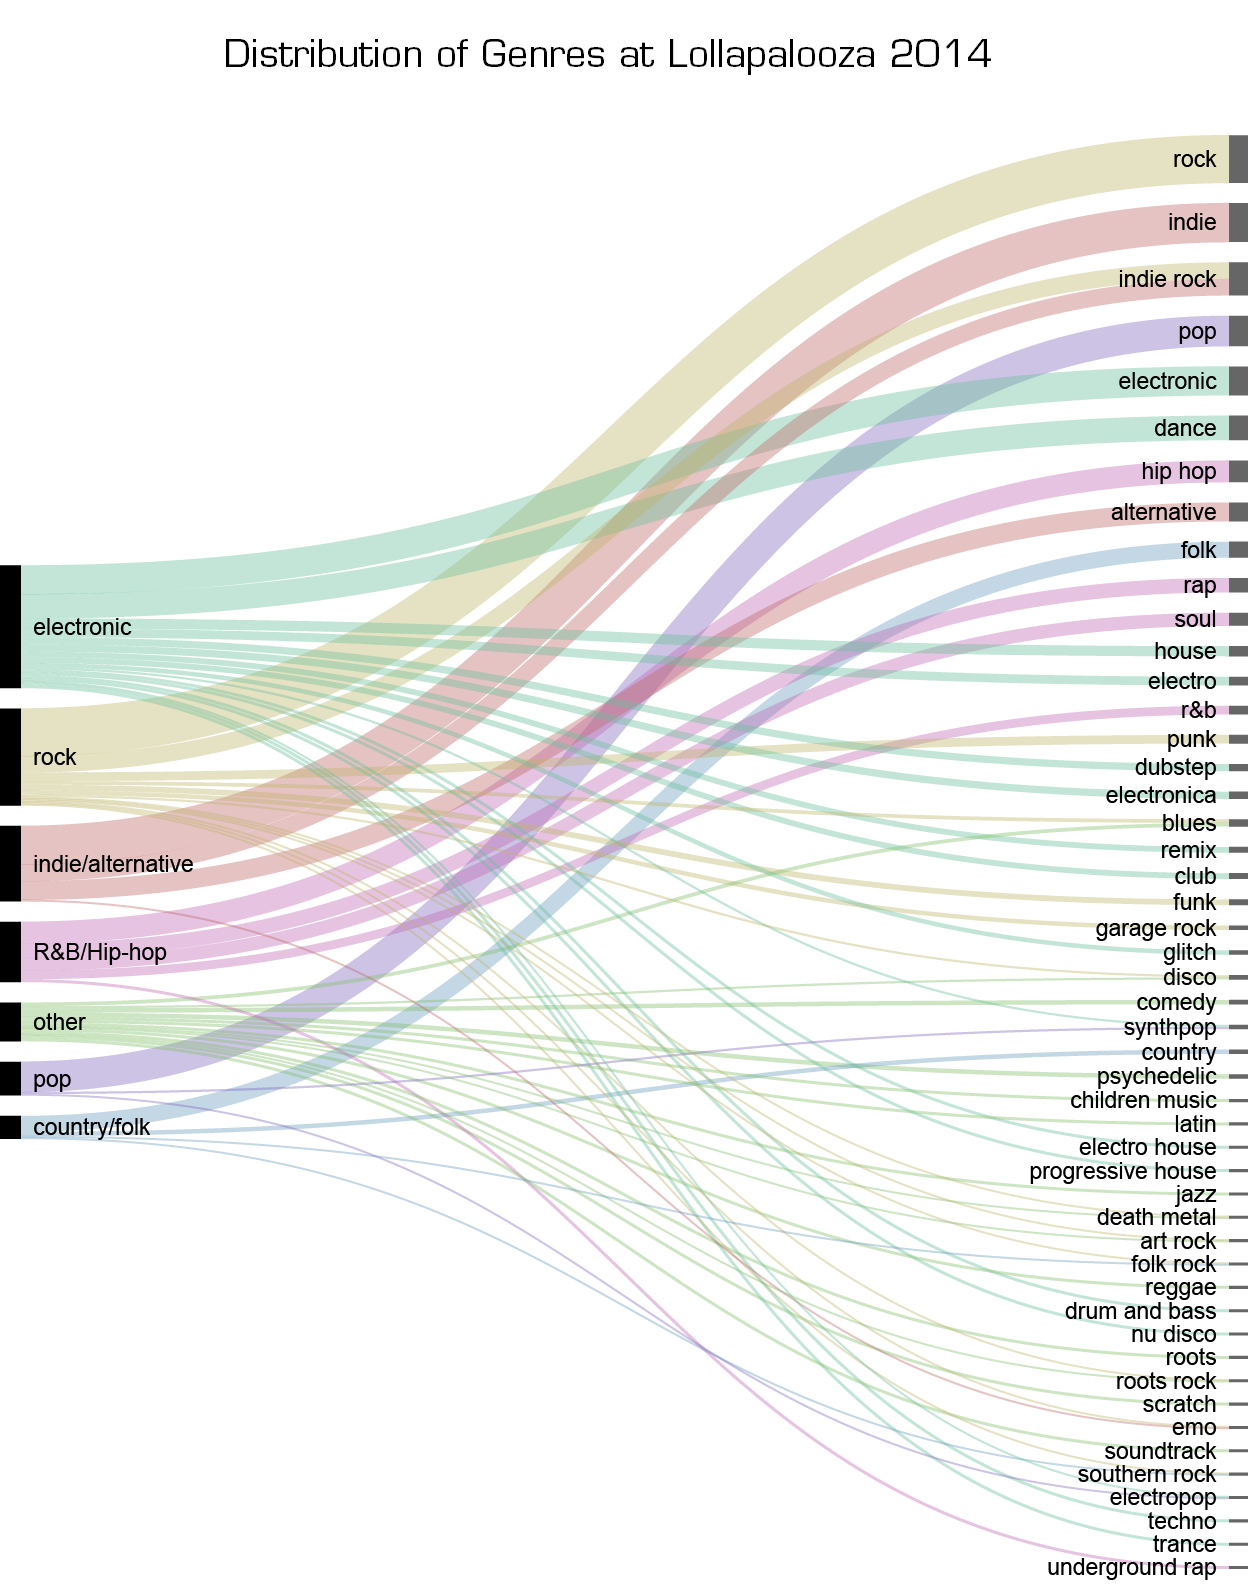 Distribution of Genres at Lollapalooza 2014
rock
indie
indie rock
pop
electronic
dance
hip hop
alternative
folk
rap
soul
house
electro
r&b
punk
dubstep
electronica
blues
remix
club
funk
garage rock
glitch
disco
comedy
synthpop
country
psychedelic
children music
latin
electro house
progressive house
jazz
death metal
art rock
folk rock
reggae
drum and bass
nu disco
roots
roots rock
scratch
emo
soundtrack
southern rock
electropop
techno
trance
underground rap
electronic
rock
indie/alternative
R&B/Hip-hop
other
pop
country/folk